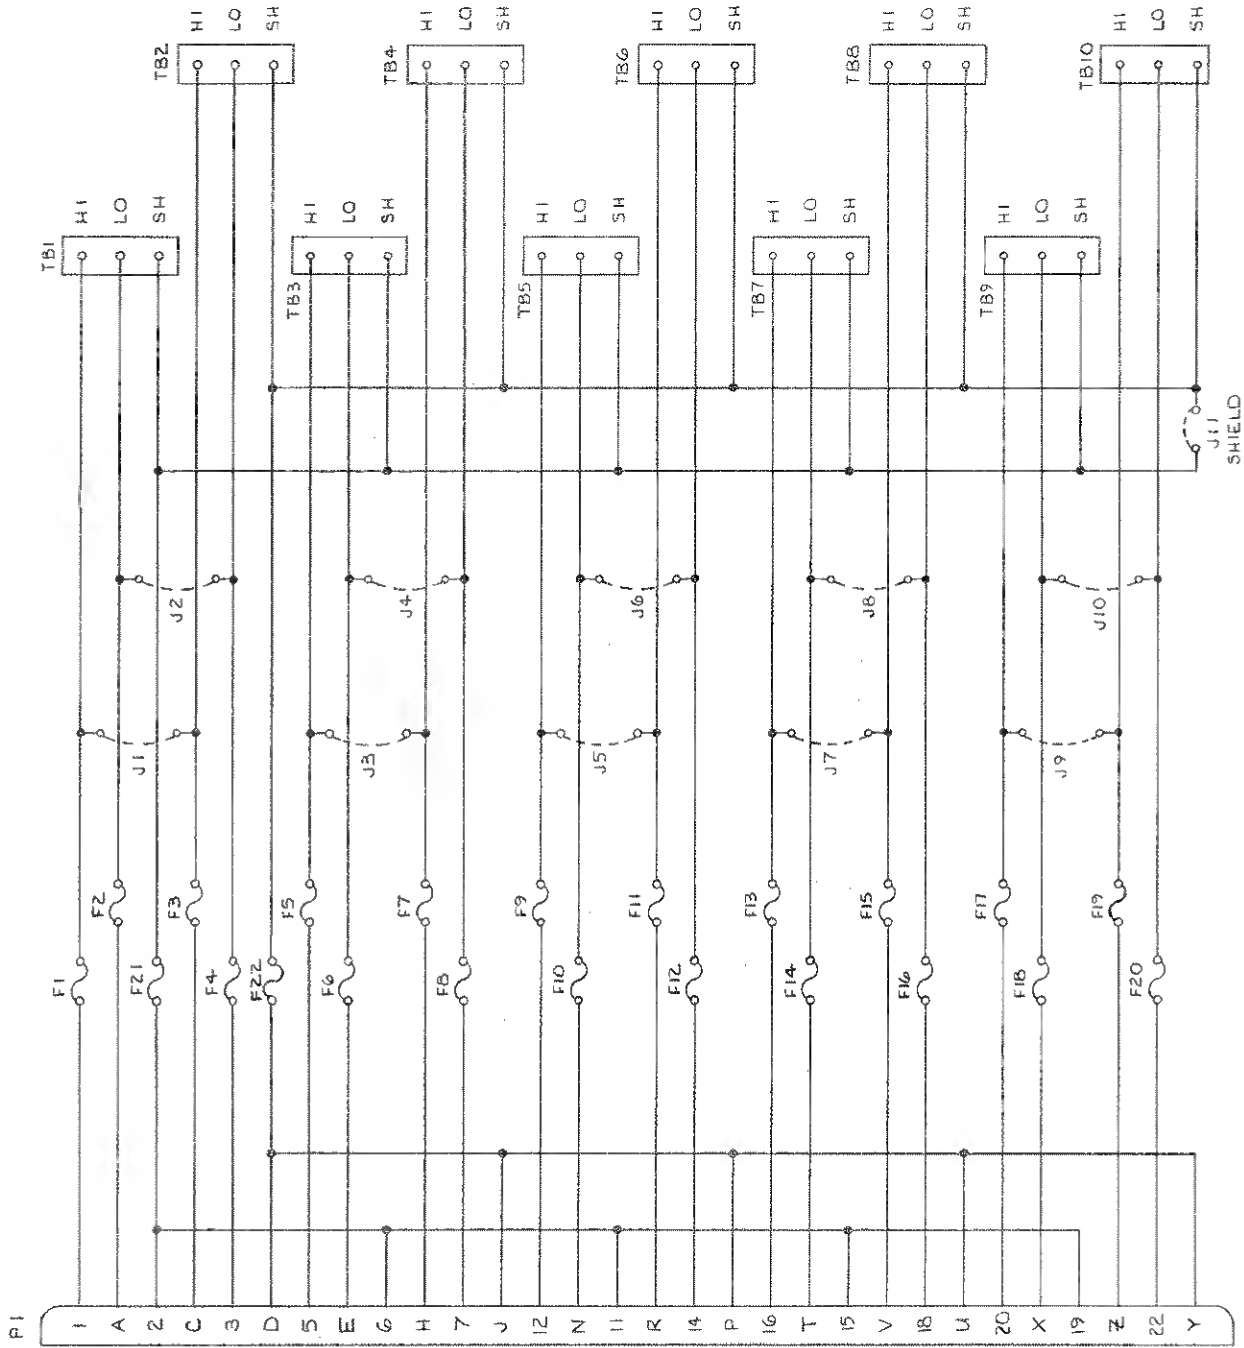 HI
LO
SH
HI
LO
SH
HI
LO
SH
HI
LO
SH
HI
LO
SH
TB2
TB4
TB6
TB8
TB10
HI
LO
SH
HI
LO
SH
HI
LO
SH
HI
LO
SH
HI
LO
SH
TB1
TB3
TB5
TB7
TB9
J11
SHIELD
J2
J4
J6
J8
J10
J1
J3
J5
J7
J9
F2
F3
F5
F7
F9
F11
F13
F15
F17
F19
F1
F21
F4
F22
F6
F8
F10
F12
F14
F16
F18
F20
P1
1
A
2
C
3
D
5
E
6
H
7
J
12
N
11
R
14
P
16
T
15
V
18
U
20
X
19
Z
22
Y